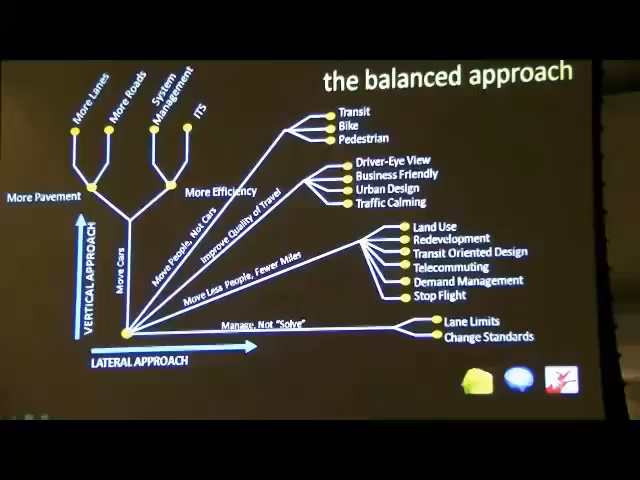 the balanced approach
More Lanes
More Roads
System
Management
ITS
More Pavement
More Efficiency
Move Cars
VERTICAL APPROACH
Move People, Not Cars
Transit
Bike
Pedestrian
Improve Quality of Travel
Driver-Eye View
Business Friendly
Urban Design
Traffic Calming
Move Less People, Fewer Miles
Land Use
Redevelopment
Transit Oriented Design
Telecommuting
Demand Management
Stop Flight
Manage, Not "Solve"
Lane Limits
Change Standards
LATERAL APPROACH